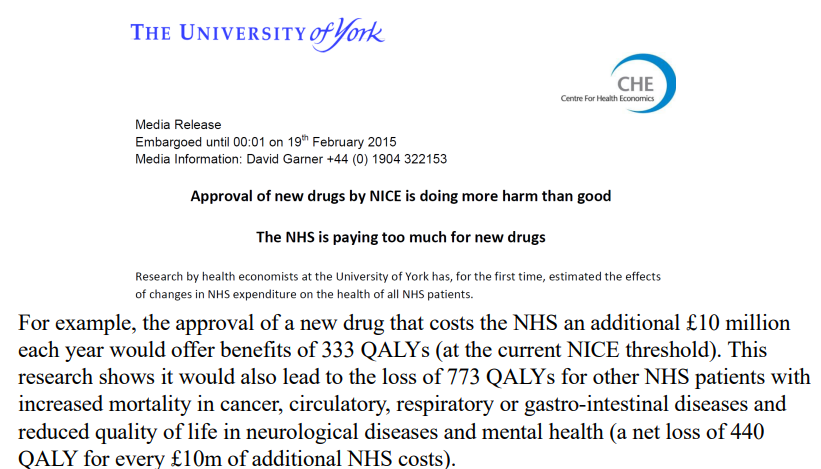 THE UNIVERSITY of York
CHE
Centre For Health Economics
Media Release
Embargoed until 00:01 on 19th February 2015
Media Information: David Garner +44 (0) 1904 322153
Approval of new drugs by NICE is doing more harm than good
The NHS is paying too much for new drugs
Research by health economists at the University of York has, for the first time, estimated the effects
of changes in NHS expenditure on the health of all NHS patients.
For example, the approval of a new drug that costs the NHS an additional £10 million
each year would offer benefits of 333 QALYs (at the current NICE threshold). This
research shows it would also lead to the loss of 773 QALYs for other NHS patients with
increased mortality in cancer, circulatory, respiratory or gastro-intestinal diseases and
reduced quality of life in neurological diseases and mental health (a net loss of 440
QALY for every £10m of additional NHS costs).